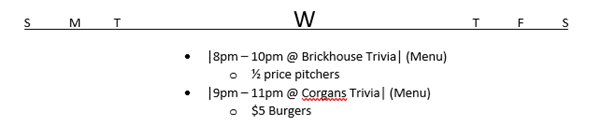 S M T W T F S
• |8pm – 10pm @ Brickhouse Trivia| (Menu)
o ½ price pitchers
• |9pm – 11pm @ Corgans Trivia| (Menu)
o $5 Burgers